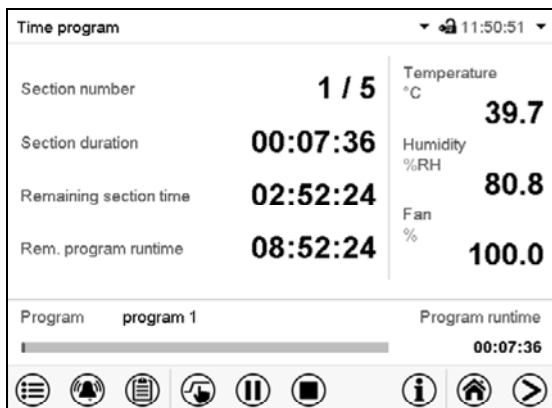 Time program 11:50:51
Section number 1 / 5
Section duration 00:07:36
Remaining section time 02:52:24
Rem. program runtime 08:52:24
Temperature
°C
39.7
Humidity
%RH
80.8
Fan
%
100.0
Program program 1 Program runtime
00:07:36